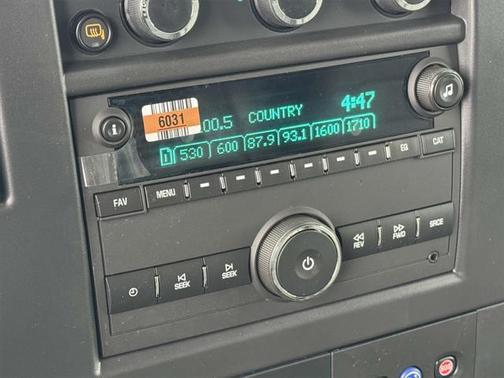 6031
00.5 COUNTRY 4:47
1 530 600 87.9 93.1 1600 1710
FAV MENU EG CAT
SEEK SEEK REV FWD SRCE